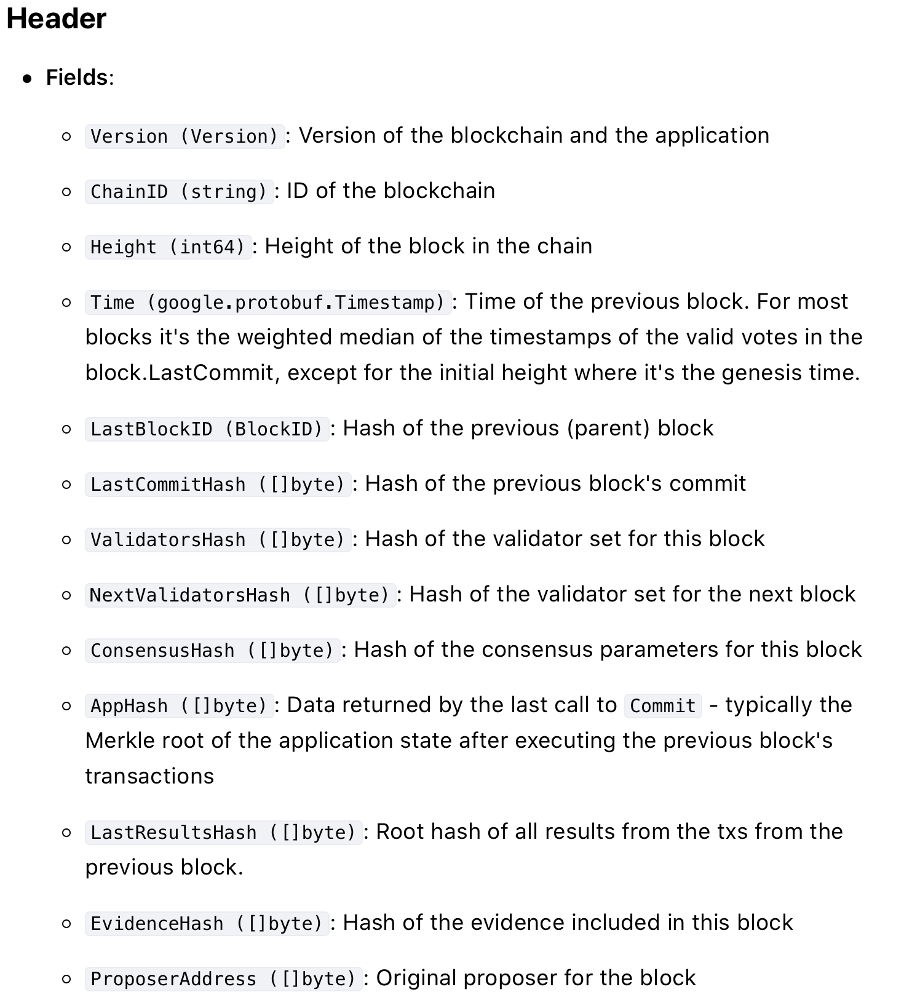 Header
Fields:
Version (Version): Version of the blockchain and the application
ChainID (string): ID of the blockchain
Height (int64): Height of the block in the chain
Time (google.protobuf.Timestamp): Time of the previous block. For most
blocks it's the weighted median of the timestamps of the valid votes in the
block.LastCommit, except for the initial height where it's the genesis time.
LastBlockID (BlockID): Hash of the previous (parent) block
LastCommitHash ([]byte): Hash of the previous block's commit
ValidatorsHash ([]byte): Hash of the validator set for this block
NextValidatorsHash ([]byte): Hash of the validator set for the next block
ConsensusHash ([]byte): Hash of the consensus parameters for this block
AppHash ([]byte): Data returned by the last call to Commit - typically the
Merkle root of the application state after executing the previous block's
transactions
LastResultsHash ([]byte): Root hash of all results from the txs from the
previous block.
EvidenceHash ([]byte): Hash of the evidence included in this block
ProposerAddress ([]byte): Original proposer for the block